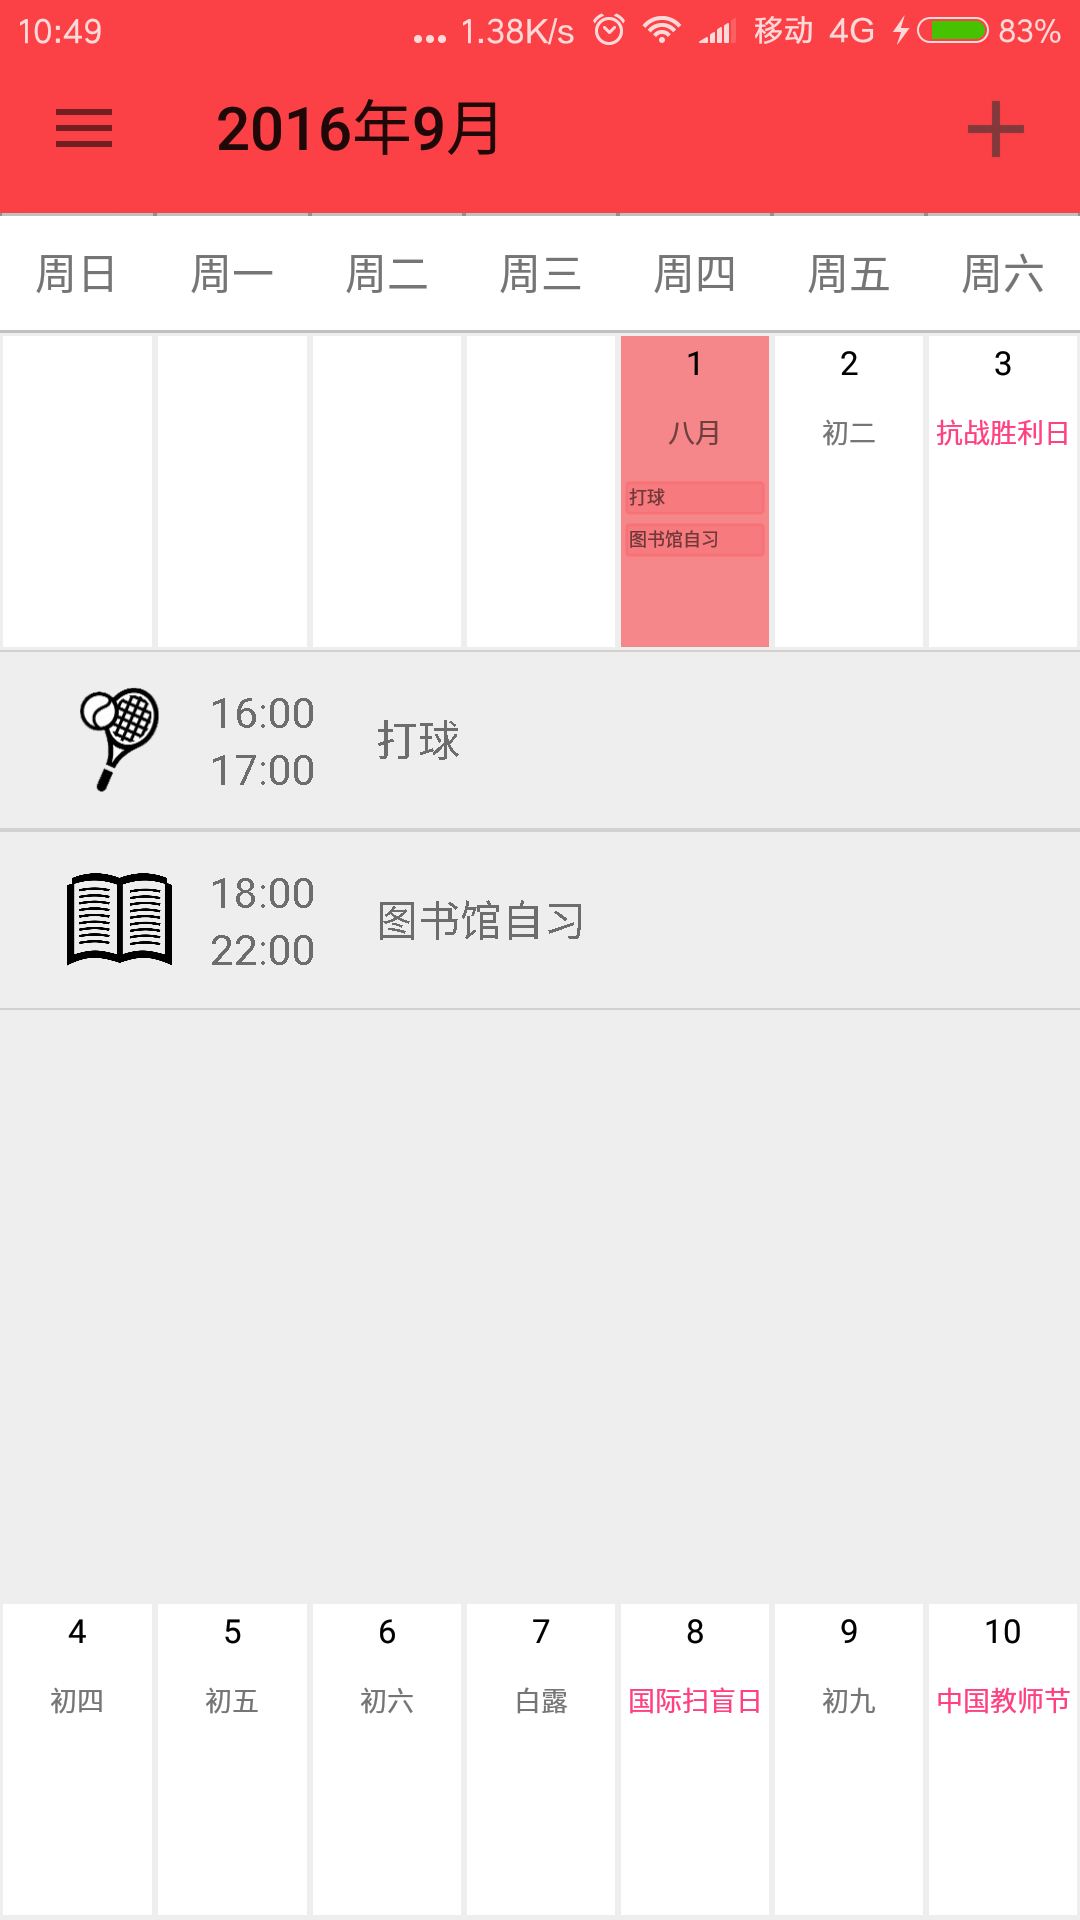 10:49 ... 1.38K/s 移动 4G 83%
2016年9月
周日 周一 周二 周三 周四 周五 周六
1 2 3
八月 初二 抗战胜利日
打球
图书馆自习
16:00
17:00
打球
18:00
22:00
图书馆自习
4 5 6 7 8 9 10
初四 初五 初六 白露 国际扫盲日 初九 中国教师节